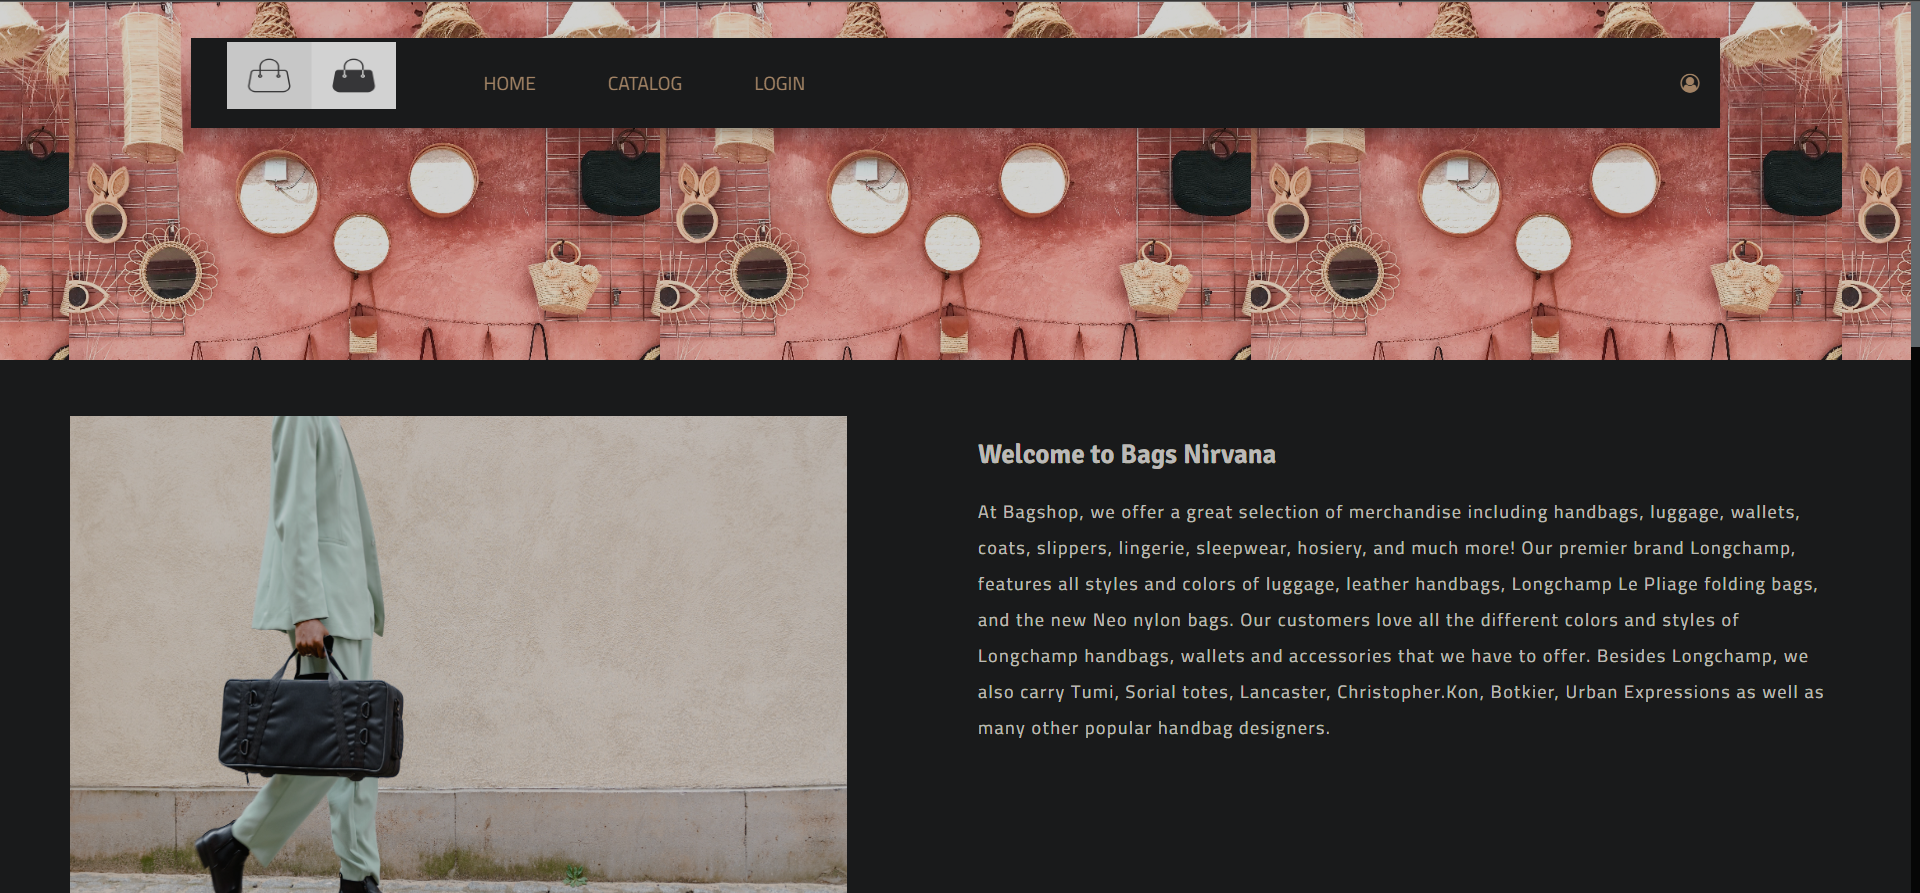 HOME CATALOG LOGIN
Welcome to Bags Nirvana
At Bagshop, we offer a great selection of merchandise including handbags, luggage, wallets,
coats, slippers, lingerie, sleepwear, hosiery, and much more! Our premier brand Longchamp,
features all styles and colors of luggage, leather handbags, Longchamp Le Pliage folding bags,
and the new Neo nylon bags. Our customers love all the different colors and styles of
Longchamp handbags, wallets and accessories that we have to offer. Besides Longchamp, we
also carry Tumi, Sorial totes, Lancaster, Christopher.Kon, Botkier, Urban Expressions as well as
many other popular handbag designers.